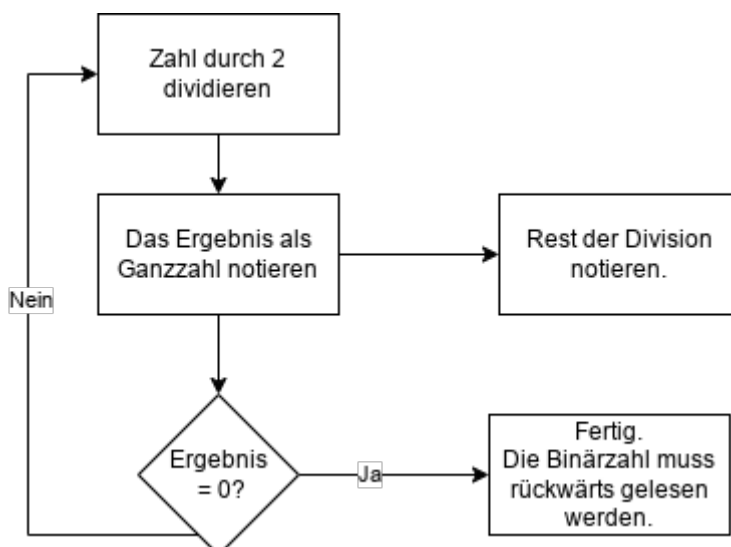 Zahl durch 2
dividieren
Das Ergebnis als
Ganzzahl notieren
Rest der Division
notieren.
Nein
Ergebnis
= 0?
Ja
Fertig.
Die Binärzahl muss
rückwärts gelesen
werden.